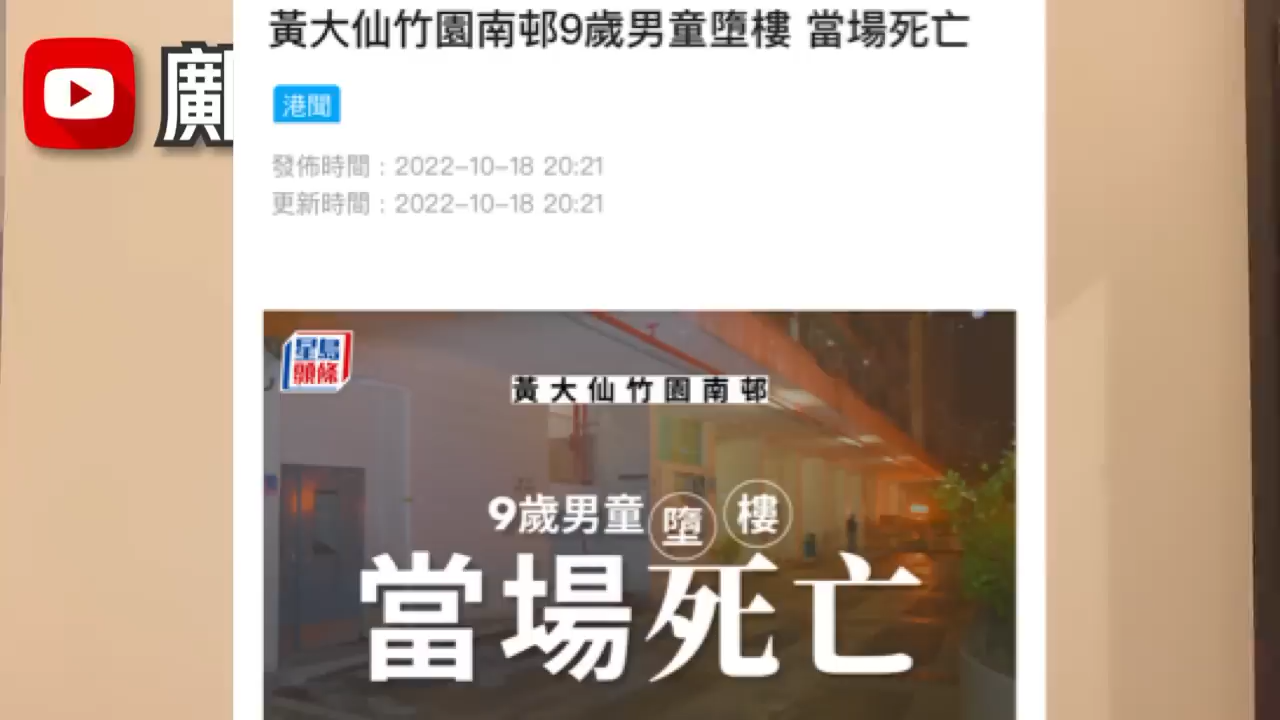 黃大仙竹園南邨9歲男童墮樓 當場死亡
港聞
發佈時間：2022-10-18 20:21
更新時間：2022-10-18 20:21
星島
頭條
黃大仙竹園南邨
9歲男童墮樓
當場死亡